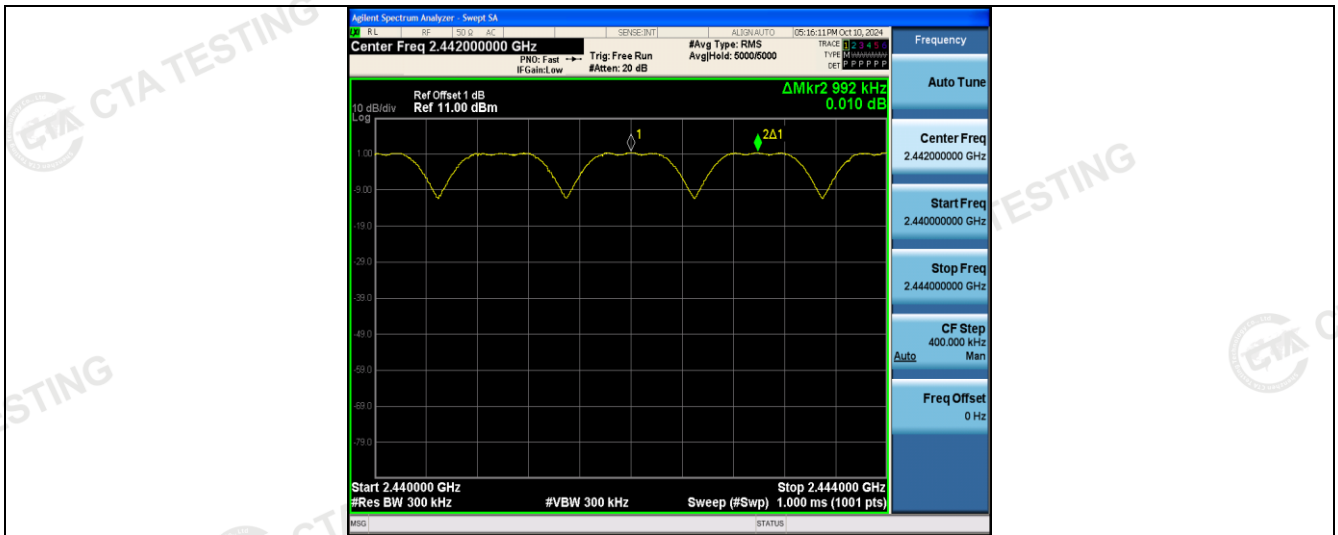 Agilent Spectrum Analyzer - Swept SA
RL RF 50 Ω AC SENSE:INT ALIGNAUTO 05:16:11 PM Oct 10, 2024
Center Freq 2.442000000 GHz
PNO: Fast
IFGain:Low
Trig: Free Run
#Atten: 20 dB
#Avg Type: RMS
Avg|Hold: 5000/5000
TRACE 1 2 3 4 5 6
TYPE M WWWWW
DET P P P P P P
Frequency
ΔMkr2 992 kHz
0.010 dB
Ref Offset 1 dB
10 dB/div Ref 11.00 dBm
Log
1
2Δ1
1.00
-9.00
-19.0
-29.0
-39.0
-49.0
-59.0
-69.0
-79.0
Start 2.440000 GHz Stop 2.444000 GHz
#Res BW 300 kHz #VBW 300 kHz Sweep (#Swp) 1.000 ms (1001 pts)
MSG STATUS
Auto Tune
Center Freq
2.442000000 GHz
Start Freq
2.440000000 GHz
Stop Freq
2.444000000 GHz
CF Step
400.000 kHz
Auto Man
Freq Offset
0 Hz
CTA TESTING
TESTING
STING
CTA